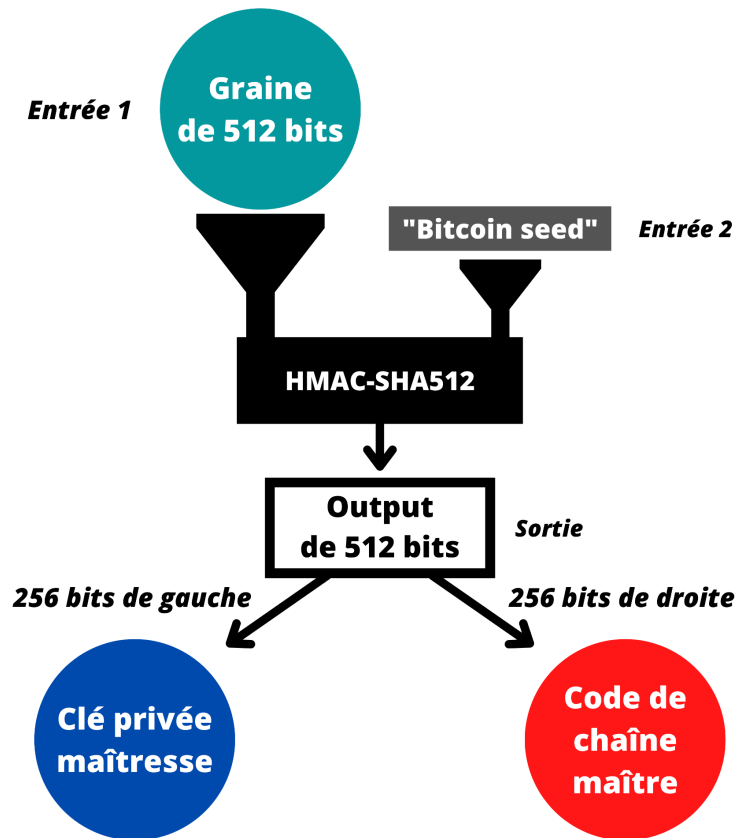 Graine
de 512 bits
Entrée 1
"Bitcoin seed"
Entrée 2
HMAC-SHA512
Output
de 512 bits
Sortie
256 bits de gauche
256 bits de droite
Clé privée
maîtresse
Code de
chaîne
maître